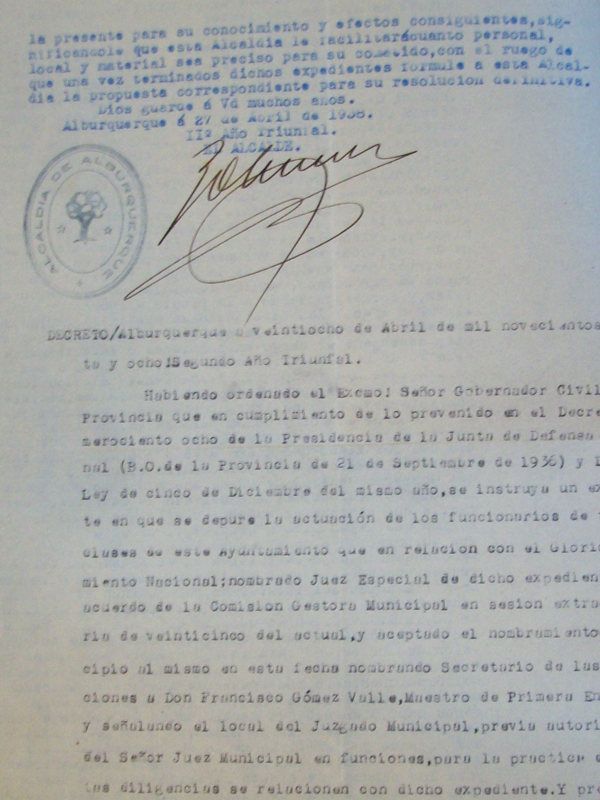 la presente para su conocimiento y efectos consiguientes,sig-
nificandole que esta Alcaldia le facilitarácuanto personal,
local y material sea preciso para su cometido,con el ruego de
que una vez terminados dichos expedientes formule a esta Alcal-
dia la propuesta correspondiente para su resolucion definitiva.
Dios guarde á Vd muchos años.
Alburquerque á 27 de Abril de 1938.
IIº Año Triunfal.
EL ALCALDE.
ALCALDIA DE ALBURQUERQUE
DECRETO/Alburquerque a veintiocho de Abril de mil novecientos
ta y ocho!Segundo Año Triunfal.
Habiendo ordenado el Excmo! Señor Gobernador Civil
Provincia que en cumplimiento de lo prevenido en el Decre
merociento ocho de la Presidencia de la Junta de Defensa
nal (B.O.de la Provincia de 21 de Septiembre de 1936) y
Ley de cinco de Diciembre del mismo año,se instruya un ex
te en que se depure la actuación de los funcionarios de
clases de este Ayuntamiento que en relacion con el Glorio
miento Nacional;nombrado Juez Especial de dicho expedien
acuerdo de la Comision Gestora Municipal en sesion extra
ria de veinticinco del actual,y aceptado el nombramiento
cipio al mismo en esta fecha nombrando Secretario de las
ciones a Don Francisco Gómez Valle,Maestro de Primera En
y señalando el local del Juzgado Municipal,previa autori
del Señor Juez Municipal en funciones,para la practica
tas diligencias se relacionen con dicho expediente.Y pre